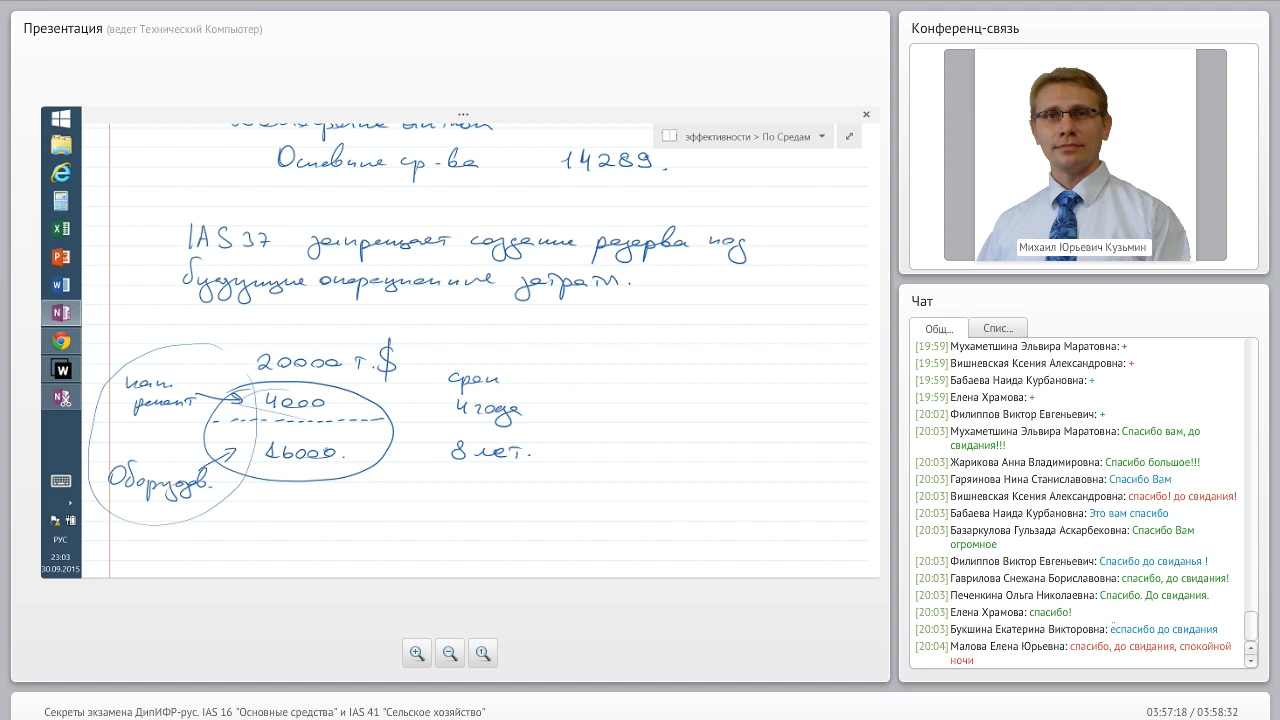 Презентация (ведет Технический Компьютер)
...
эффективности > По Средам
Основные ср-ва 14289.
IAS 37 запрещает создание резерва под
будущие операционные затраты.
20000 т. $
кап. ремонт 4000
срок
4 года
Оборудов. 16000.
8 лет.
РУС
23:03
30.09.2015
Конференц-связь
Михаил Юрьевич Кузьмин
Чат
Общ... Спис...
[19:59] Мухаметшина Эльвира Маратовна: +
[19:59] Вишневская Ксения Александровна: +
[19:59] Бабаева Наида Курбановна: +
[19:59] Елена Храмова: +
[20:02] Филиппов Виктор Евгеньевич: +
[20:03] Мухаметшина Эльвира Маратовна: Спасибо вам, до
свидания!!!
[20:03] Жарикова Анна Владимировна: Спасибо большое!!!
[20:03] Гаряинова Нина Станиславовна: Спасибо Вам
[20:03] Вишневская Ксения Александровна: спасибо! до свидания!
[20:03] Бабаева Наида Курбановна: Это вам спасибо
[20:03] Базаркулова Гульзада Аскарбековна: Спасибо Вам
огромное
[20:03] Филиппов Виктор Евгеньевич: Спасибо до свиданья !
[20:03] Гаврилова Снежана Бориславовна: спасибо, до свидания!
[20:03] Печенкина Ольга Николаевна: Спасибо. До свидания.
[20:03] Елена Храмова: спасибо!
[20:03] Букшина Екатерина Викторовна: ёспасибо до свидания
[20:04] Малова Елена Юрьевна: спасибо, до свидания, спокойной
ночи
Секреты экзамена ДипИФР-рус. IAS 16 "Основные средства" и IAS 41 "Сельское хозяйство"
03:57:18 / 03:58:32